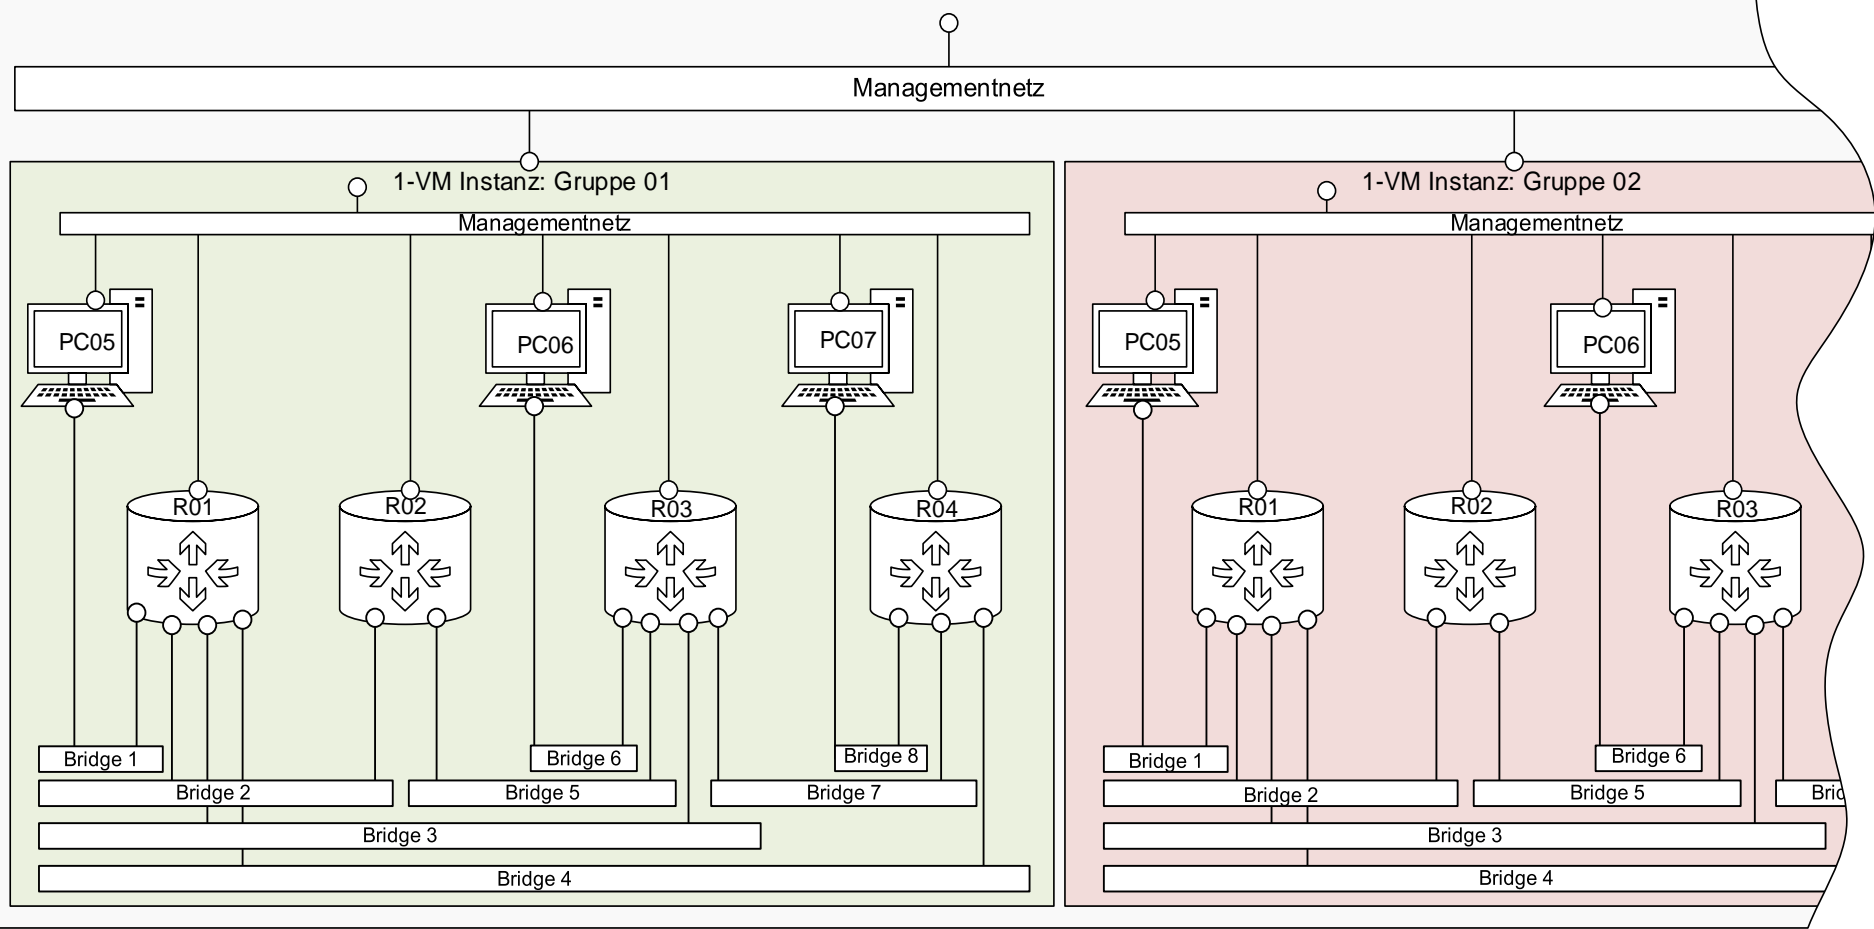 Managementnetz
1-VM Instanz: Gruppe 01
Managementnetz
PC05
PC06
PC07
R01
R02
R03
R04
Bridge 1
Bridge 6
Bridge 8
Bridge 2
Bridge 5
Bridge 7
Bridge 3
Bridge 4
1-VM Instanz: Gruppe 02
Managementnetz
PC05
PC06
R01
R02
R03
Bridge 1
Bridge 6
Bridge 2
Bridge 5
Bric
Bridge 3
Bridge 4